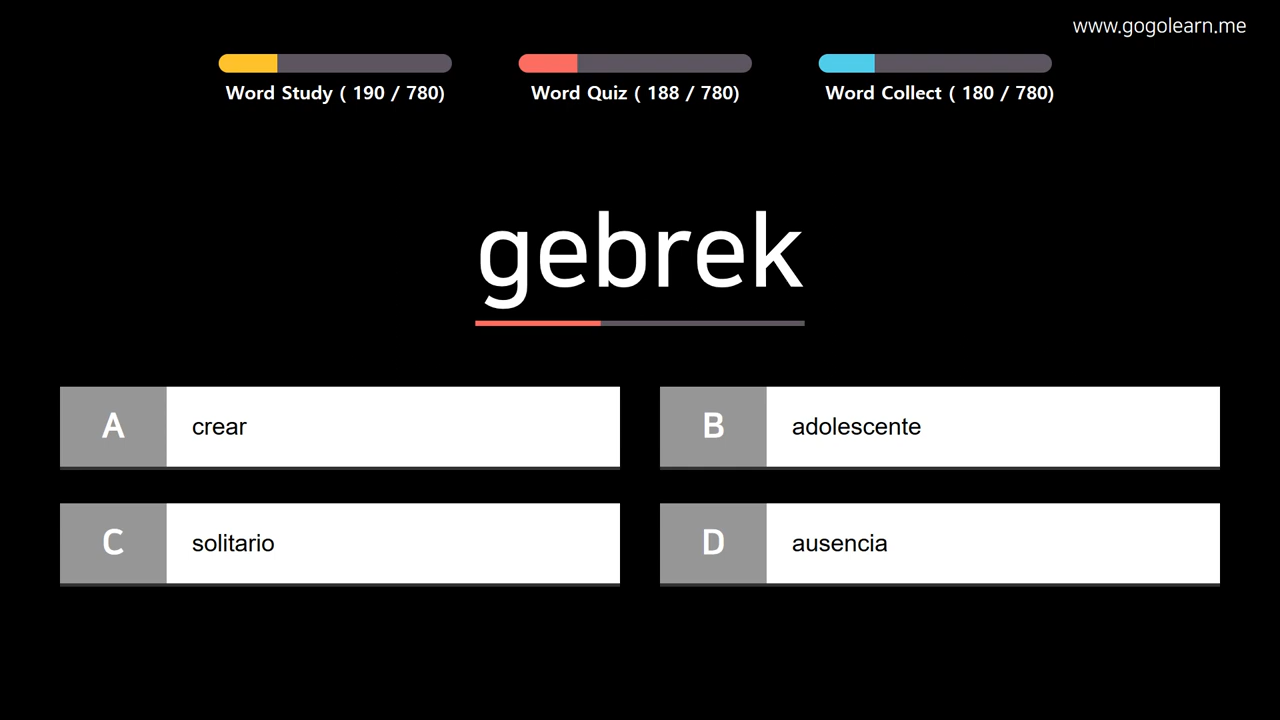 www.gogolearn.me
Word Study ( 190 / 780)
Word Quiz ( 188 / 780)
Word Collect ( 180 / 780)
gebrek
A crear
B adolescente
C solitario
D ausencia